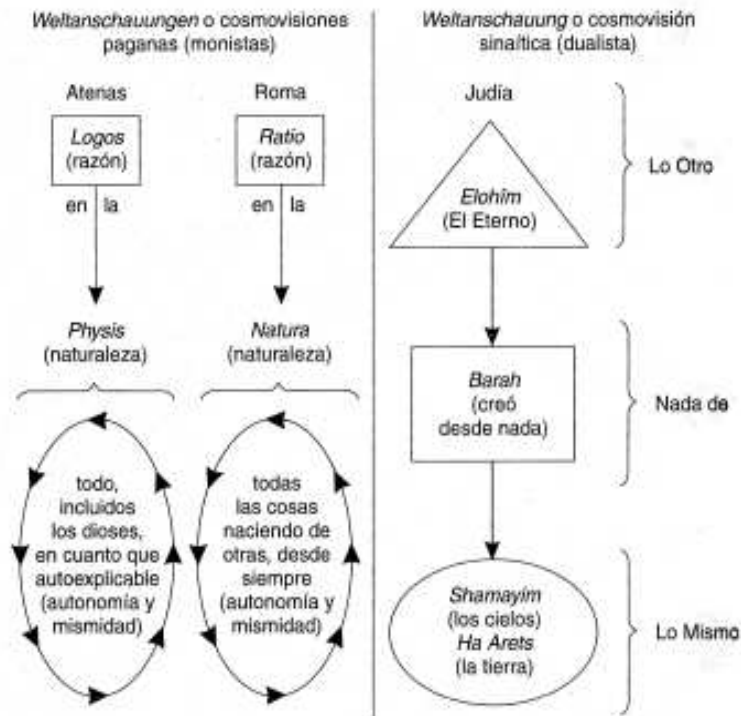 Weltanschauungen o cosmovisiones
paganas (monistas)
Atenas
Logos
(razón)
en la
Physis
(naturaleza)
todo,
incluidos
los dioses,
en cuanto que
autoexplicable
(autonomía y
mismidad)
Roma
Ratio
(razón)
en la
Natura
(naturaleza)
todas
las cosas
naciendo de
otras, desde
siempre
(autonomía y
mismidad)
Weltanschauung o cosmovisión
sinaítica (dualista)
Judía
Elohîm
(El Eterno)
Lo Otro
Barah
(creó
desde nada)
Nada de
Shamayim
(los cielos)
Ha Arets
(la tierra)
Lo Mismo